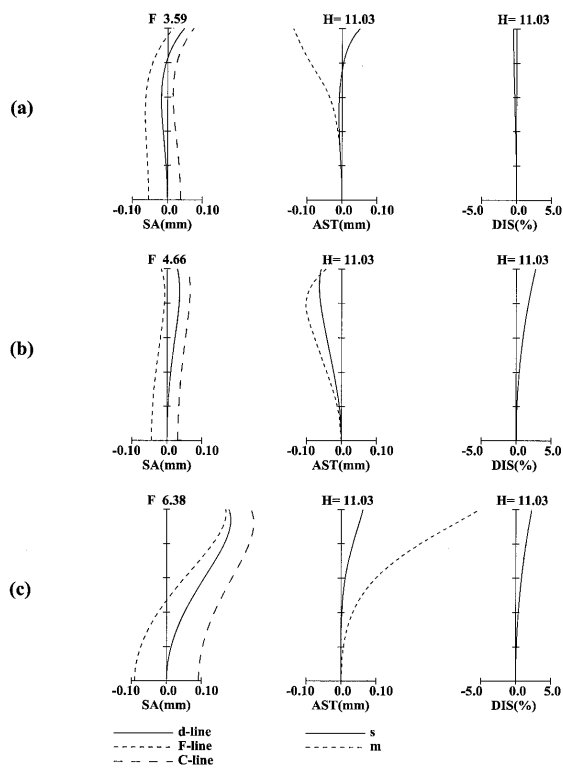 F 3.59 H= 11.03 H= 11.03
(a)
-0.10 0.0 0.10 -0.10 0.0 0.10 -5.0 0.0 5.0
SA(mm) AST(mm) DIS(%)
F 4.66 H= 11.03 H= 11.03
(b)
-0.10 0.0 0.10 -0.10 0.0 0.10 -5.0 0.0 5.0
SA(mm) AST(mm) DIS(%)
F 6.38 H= 11.03 H= 11.03
(c)
-0.10 0.0 0.10 -0.10 0.0 0.10 -5.0 0.0 5.0
SA(mm) AST(mm) DIS(%)
d-line s
F-line m
C-line